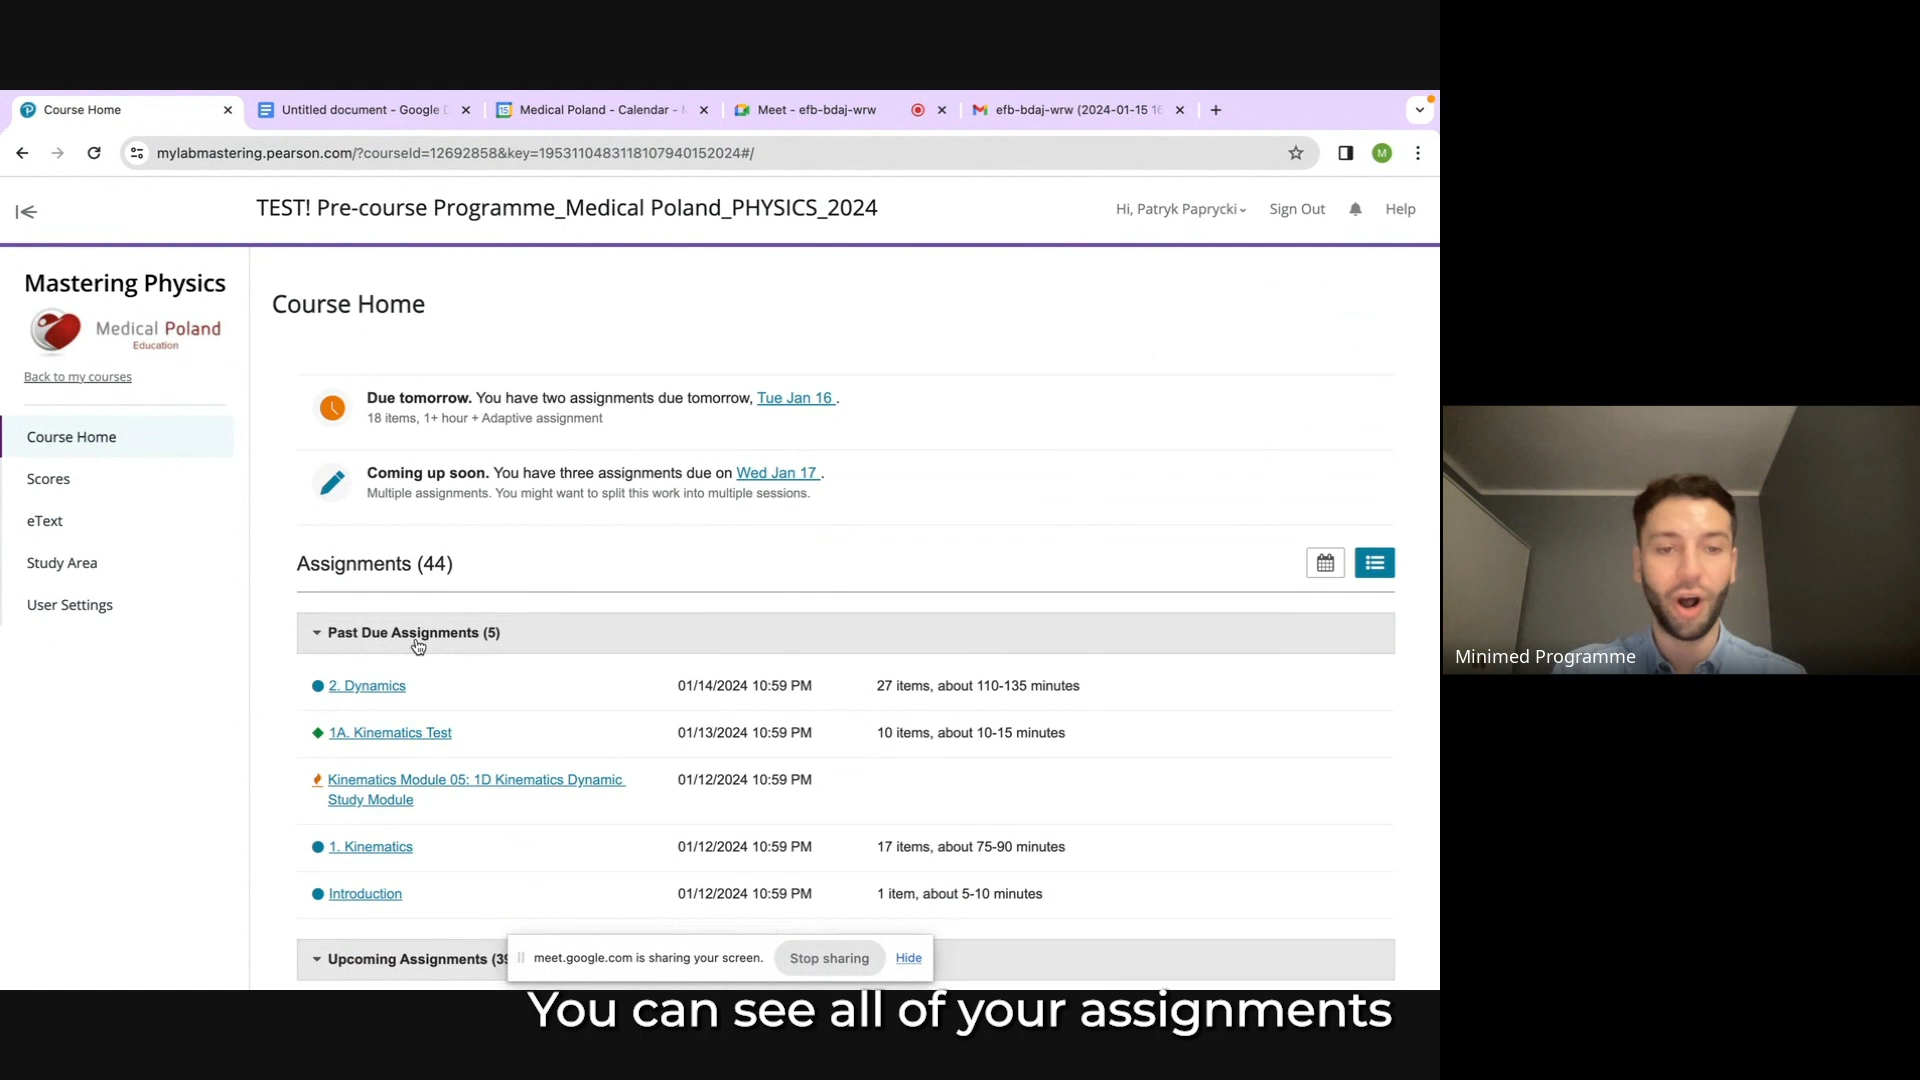 Course Home
Untitled document - Google D
Medical Poland - Calendar -
Meet - efb-bdaj-wrw
efb-bdaj-wrw (2024-01-15 16
mylabmastering.pearson.com/?courseId=12692858&key=1953110483118107940152024#/
M
TEST! Pre-course Programme_Medical Poland_PHYSICS_2024
Hi, Patryk Paprycki
Sign Out
Help
Mastering Physics
Medical Poland
Education
Back to my courses
Course Home
Scores
eText
Study Area
User Settings
Course Home
Due tomorrow. You have two assignments due tomorrow, Tue Jan 16 .
18 items, 1+ hour + Adaptive assignment
Coming up soon. You have three assignments due on Wed Jan 17 .
Multiple assignments. You might want to split this work into multiple sessions.
Assignments (44)
Past Due Assignments (5)
2. Dynamics 01/14/2024 10:59 PM 27 items, about 110-135 minutes
1A. Kinematics Test 01/13/2024 10:59 PM 10 items, about 10-15 minutes
Kinematics Module 05: 1D Kinematics Dynamic 01/12/2024 10:59 PM
Study Module
1. Kinematics 01/12/2024 10:59 PM 17 items, about 75-90 minutes
Introduction 01/12/2024 10:59 PM 1 item, about 5-10 minutes
Upcoming Assignments (39
meet.google.com is sharing your screen. Stop sharing Hide
Minimed Programme
You can see all of your assignments